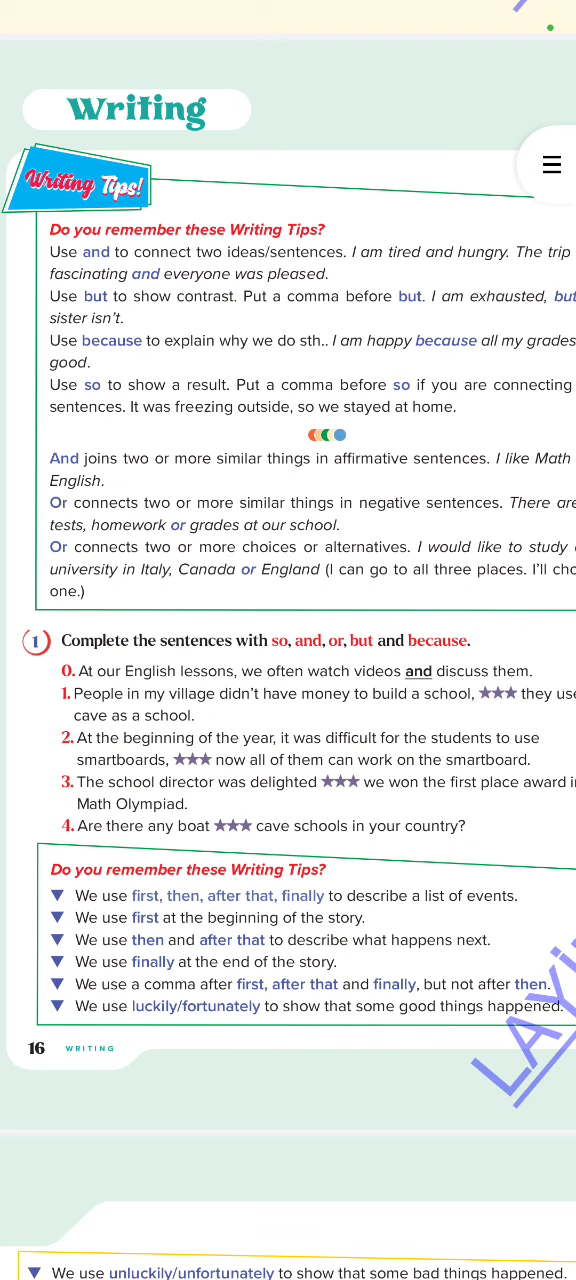 Writing
Writing Tips!
Do you remember these Writing Tips?
Use and to connect two ideas/sentences. I am tired and hungry. The trip
fascinating and everyone was pleased.
Use but to show contrast. Put a comma before but. I am exhausted, but
sister isn't.
Use because to explain why we do sth.. I am happy because all my grades
good.
Use so to show a result. Put a comma before so if you are connecting
sentences. It was freezing outside, so we stayed at home.
And joins two or more similar things in affirmative sentences. I like Math
English.
Or connects two or more similar things in negative sentences. There are
tests, homework or grades at our school.
Or connects two or more choices or alternatives. I would like to study
university in Italy, Canada or England (I can go to all three places. I'll
one.)
1 Complete the sentences with so, and, or, but and because.
0. At our English lessons, we often watch videos and discuss them.
1. People in my village didn't have money to build a school, ★★★ they
cave as a school.
2. At the beginning of the year, it was difficult for the students to use
smartboards, ★★★ now all of them can work on the smartboard.
3. The school director was delighted ★★★ we won the first place award
Math Olympiad.
4. Are there any boat ★★★ cave schools in your country?
Do you remember these Writing Tips?
▼ We use first, then, after that, finally to describe a list of events.
▼ We use first at the beginning of the story.
▼ We use then and after that to describe what happens next.
▼ We use finally at the end of the story.
▼ We use a comma after first, after that and finally, but not after then.
▼ We use luckily/fortunately to show that some good things happened.
16 WRITING
▼ We use unluckily/unfortunately to show that some bad things happened.